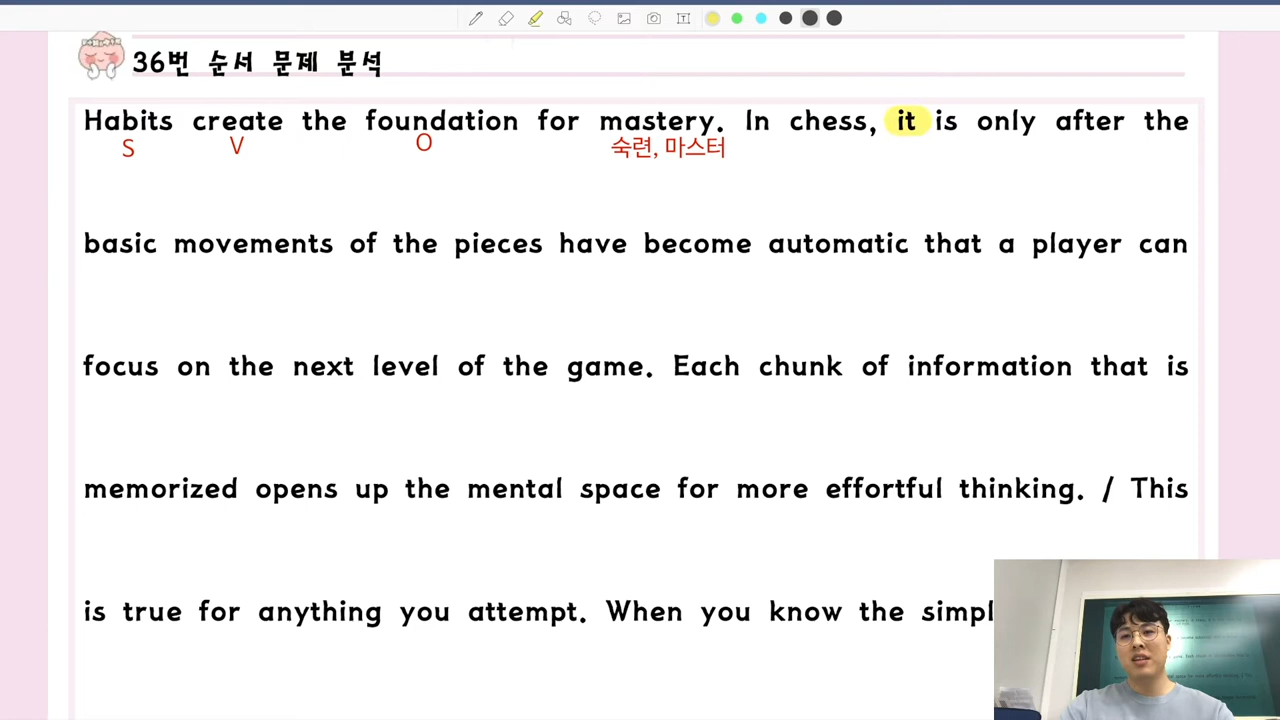 36번 순서 문제 분석
Habits create the foundation for mastery. In chess, it is only after the
S V O 숙련, 마스터
basic movements of the pieces have become automatic that a player can
focus on the next level of the game. Each chunk of information that is
memorized opens up the mental space for more effortful thinking. / This
is true for anything you attempt. When you know the simpl